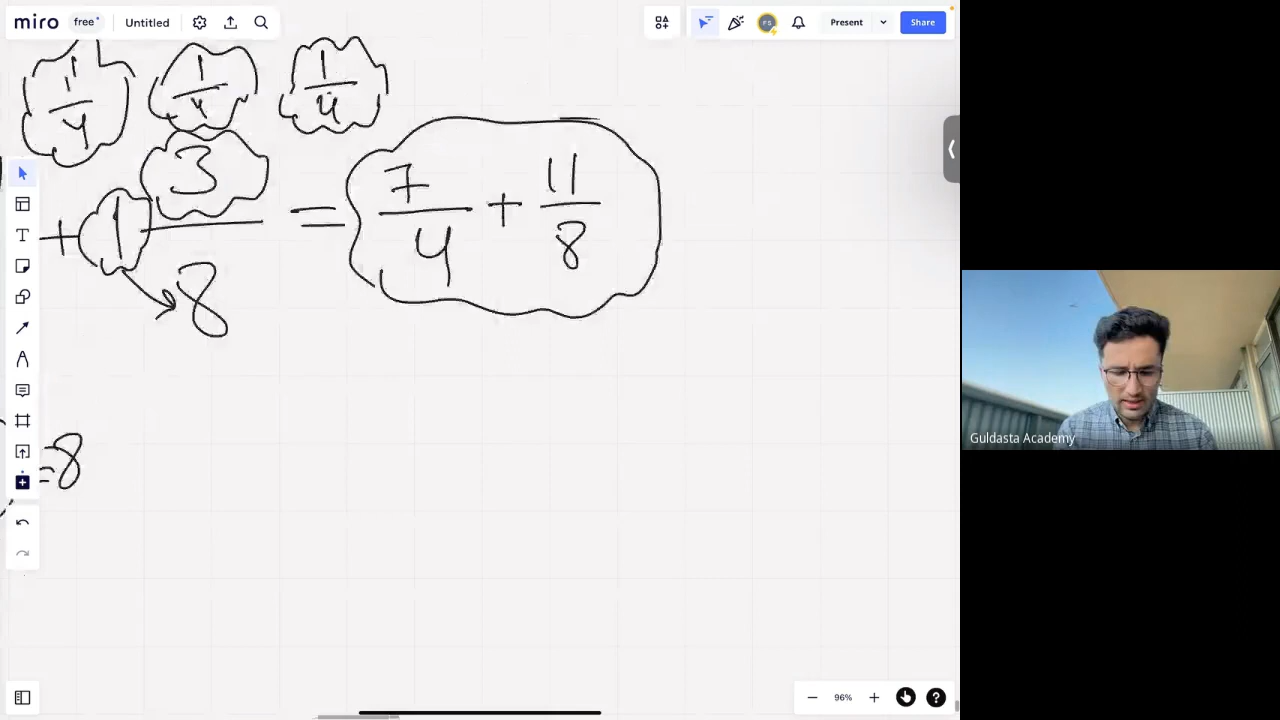 miro free Untitled Present Share
FS
1/4 1/4 1/4
+ 1 3/8 = 7/4 + 11/8
=8
Guldasta Academy
96% ?